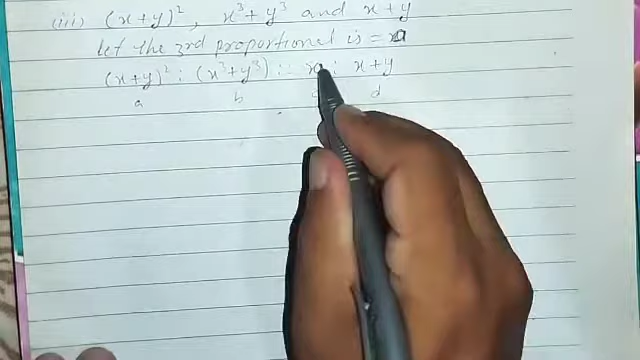 (iii) (x+y)², x³+y³ and x+y
let the 3rd proportional is =
(x+y)² : (x³+y³) :: : x+y
a b c d